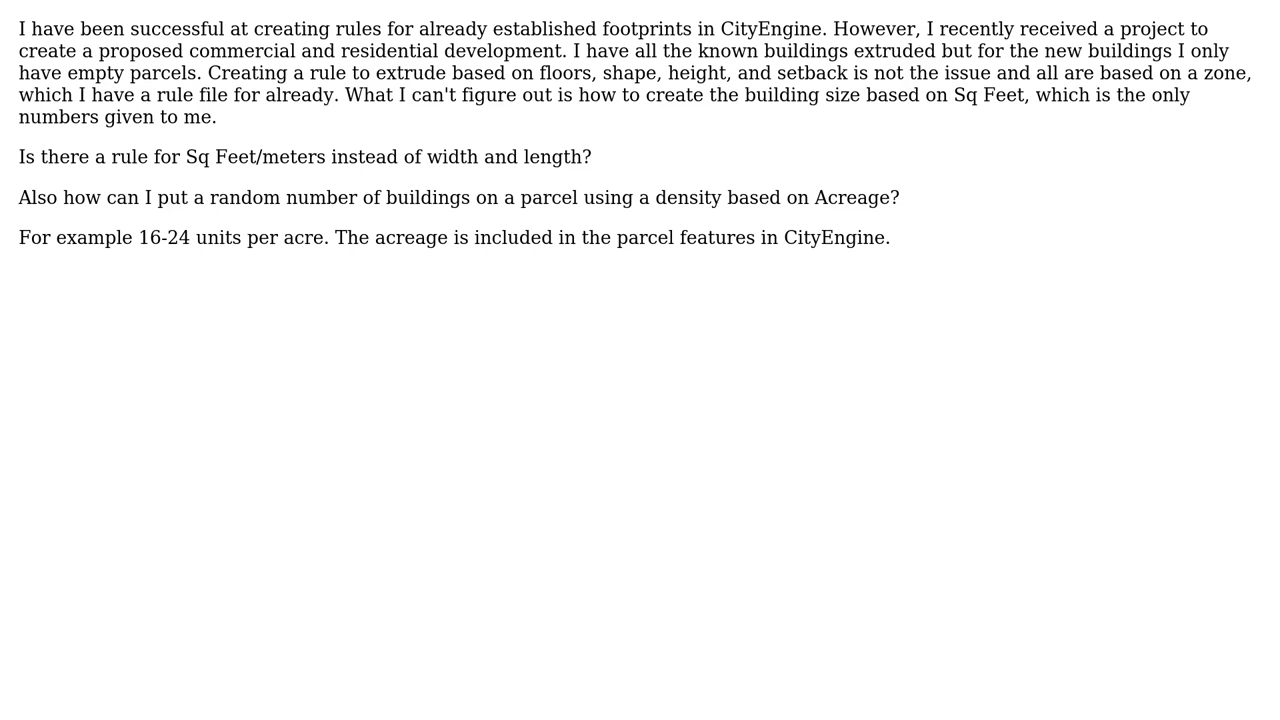 I have been successful at creating rules for already established footprints in CityEngine. However, I recently received a project to
create a proposed commercial and residential development. I have all the known buildings extruded but for the new buildings I only
have empty parcels. Creating a rule to extrude based on floors, shape, height, and setback is not the issue and all are based on a zone,
which I have a rule file for already. What I can't figure out is how to create the building size based on Sq Feet, which is the only
numbers given to me.
Is there a rule for Sq Feet/meters instead of width and length?
Also how can I put a random number of buildings on a parcel using a density based on Acreage?
For example 16-24 units per acre. The acreage is included in the parcel features in CityEngine.